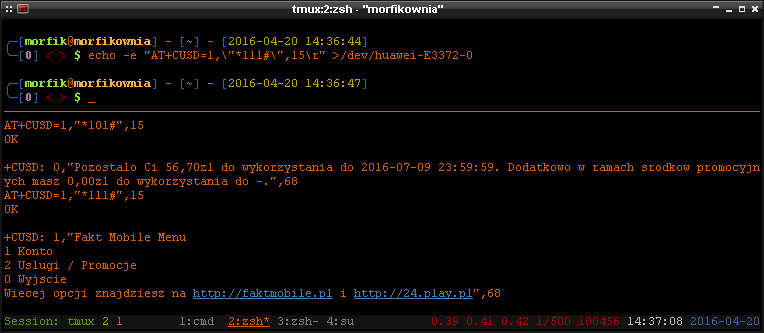 tmux:2:zsh - "morfikownia"
[morfik@morfikownia] - [~] - [2016-04-20 14:36:44]
[0] < > $ echo -e "AT+CUSD=1,\"*111#\",15\r" >/dev/huawei-E3372-0
[morfik@morfikownia] - [~] - [2016-04-20 14:36:47]
[0] < > $ _
AT+CUSD=1,"*101#",15
OK
+CUSD: 0,"Pozostalo Ci 56,70zl do wykorzystania do 2016-07-09 23:59:59. Dodatkowo w ramach srodkow promocyjn
ych masz 0,00zl do wykorzystania do -.",68
AT+CUSD=1,"*111#",15
OK
+CUSD: 1,"Fakt Mobile Menu
1 Konto
2 Uslugi / Promocje
0 Wyjscie
Wiecej opcji znajdziesz na http://faktmobile.pl i http://24.play.pl",68
Session: tmux 2 1 1:cmd 2:zsh* 3:zsh- 4:su 0.39 0.41 0.42 1/500 100456 14:37:08 2016-04-20